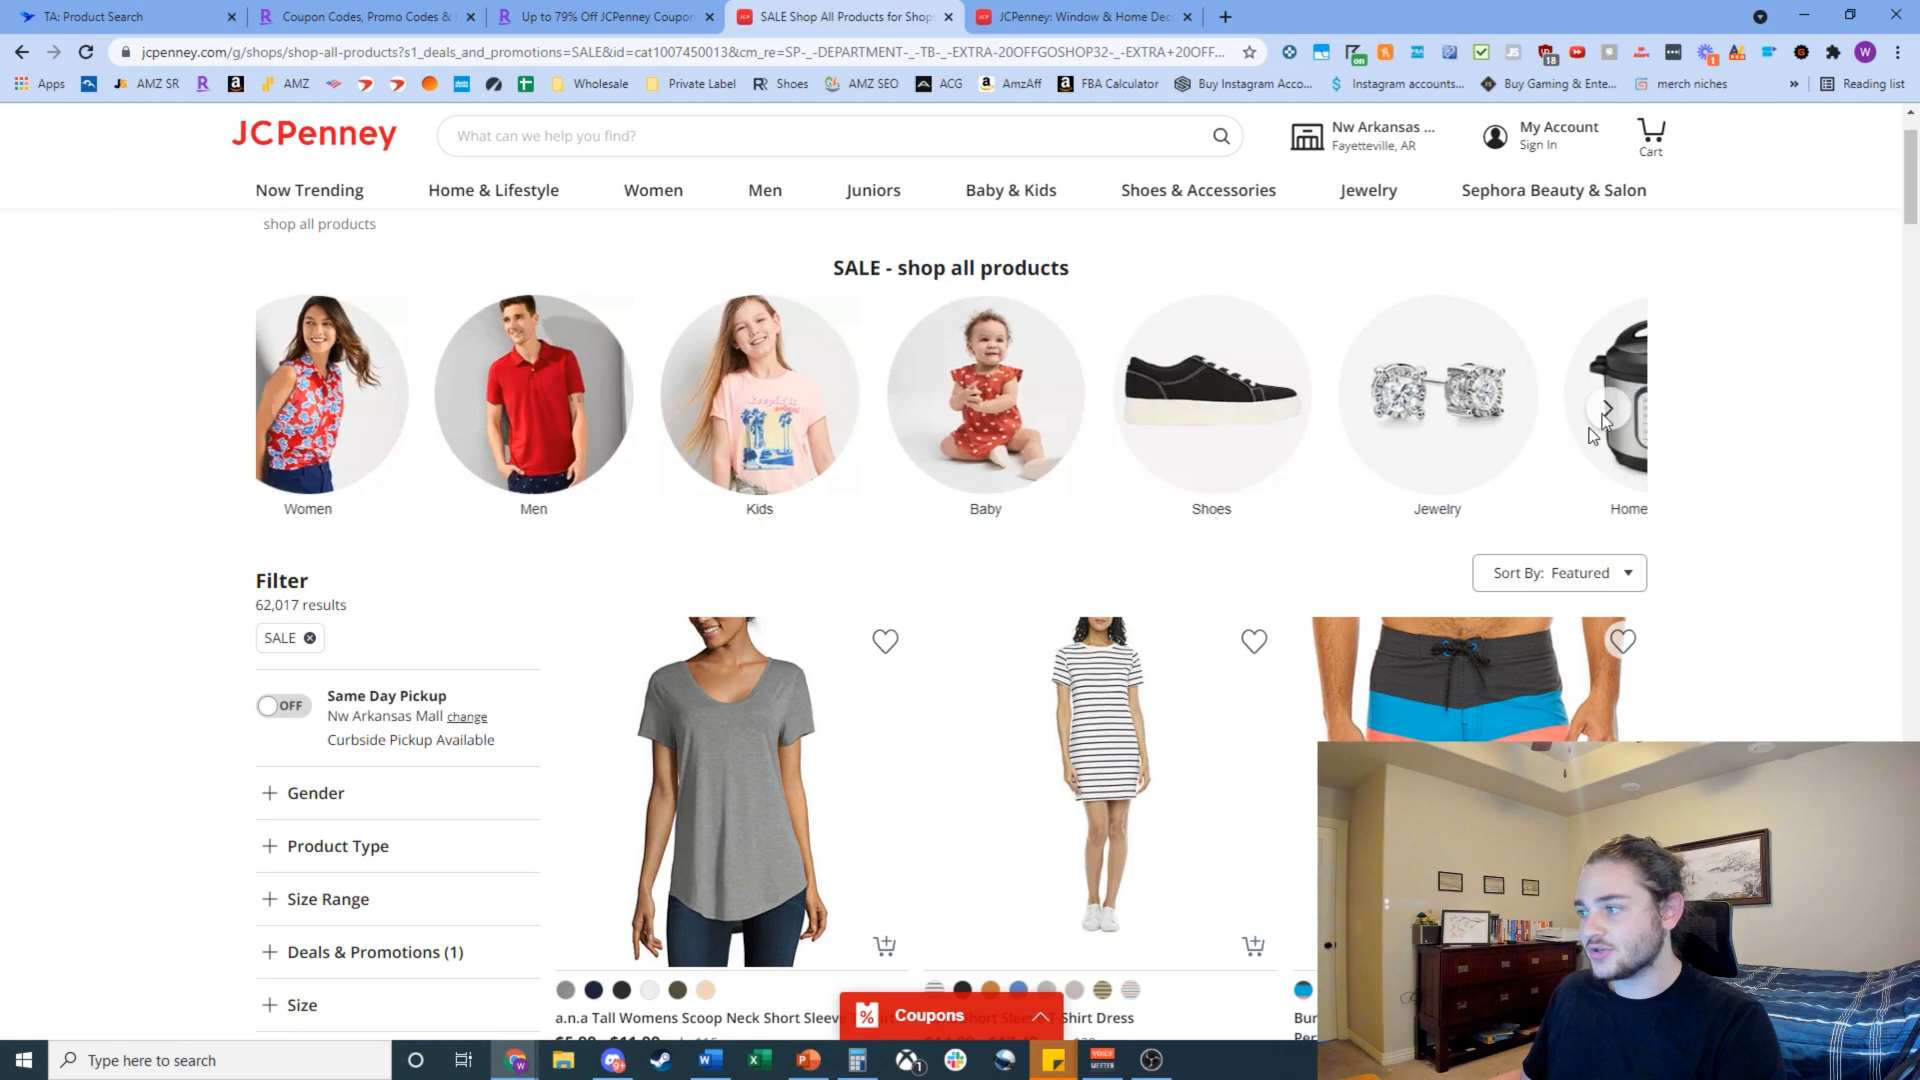 TA: Product Search
Coupon Codes, Promo Codes &
Up to 79% Off JCPenney Coupon
SALE Shop All Products for Shop
JCPenney: Window & Home Dec
jcpenney.com/g/shops/shop-all-products?s1_deals_and_promotions=SALE&id=cat1007450013&cm_re=SP-_-DEPARTMENT-_-TB-_-EXTRA-20OFFGOSHOP32-_-EXTRA+20OFF...
Apps
AMZ SR
AMZ
Wholesale
Private Label
Shoes
AMZ SEO
ACG
AmzAff
FBA Calculator
Buy Instagram Acco...
Instagram accounts...
Buy Gaming & Ente...
merch niches
Reading list
JCPenney
What can we help you find?
Nw Arkansas ...
Fayetteville, AR
My Account
Sign In
Cart
Now Trending
Home & Lifestyle
Women
Men
Juniors
Baby & Kids
Shoes & Accessories
Jewelry
Sephora Beauty & Salon
shop all products
SALE - shop all products
Women
Men
Kids
Baby
Shoes
Jewelry
Home
Filter
62,017 results
Sort By: Featured
SALE
OFF
Same Day Pickup
Nw Arkansas Mall change
Curbside Pickup Available
Gender
Product Type
Size Range
Deals & Promotions (1)
Size
a.n.a Tall Womens Scoop Neck Short Sleeve
T-Shirt Dress
Coupons
Type here to search